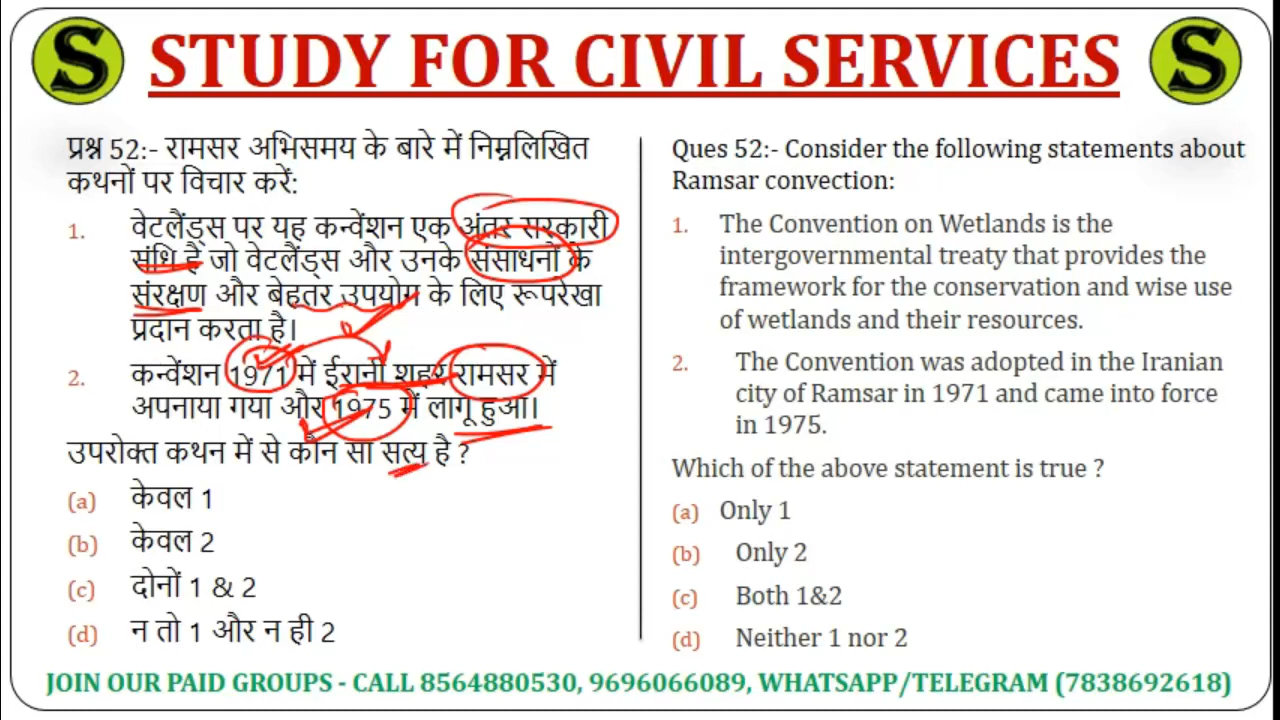 S STUDY FOR CIVIL SERVICES S
प्रश्न 52:- रामसर अभिसमय के बारे में निम्नलिखित
कथनों पर विचार करें:
1. वेटलैंड्स पर यह कन्वेंशन एक अंतर सरकारी
संधि है जो वेटलैंड्स और उनके संसाधनों के
संरक्षण और बेहतर उपयोग के लिए रूपरेखा
प्रदान करता है।
2. कन्वेंशन 1971 में ईरानी शहर रामसर में
अपनाया गया और 1975 में लागू हुआ।
उपरोक्त कथन में से कौन सा सत्य है ?
(a) केवल 1
(b) केवल 2
(c) दोनों 1 & 2
(d) न तो 1 और न ही 2
Ques 52:- Consider the following statements about
Ramsar convection:
1. The Convention on Wetlands is the
intergovernmental treaty that provides the
framework for the conservation and wise use
of wetlands and their resources.
2. The Convention was adopted in the Iranian
city of Ramsar in 1971 and came into force
in 1975.
Which of the above statement is true ?
(a) Only 1
(b) Only 2
(c) Both 1&2
(d) Neither 1 nor 2
JOIN OUR PAID GROUPS - CALL 8564880530, 9696066089, WHATSAPP/TELEGRAM (7838692618)